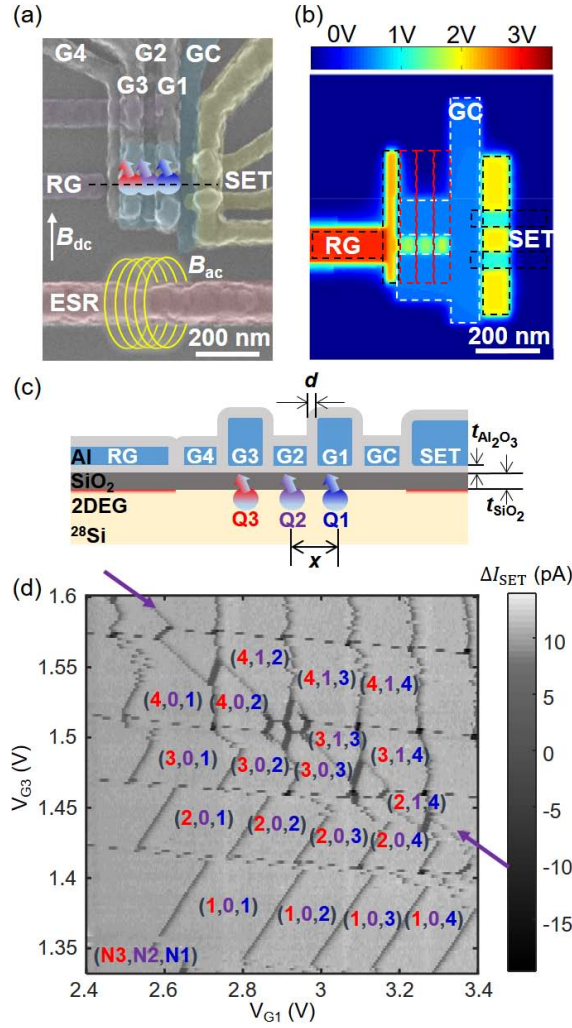 (a)
G4 G2 GC
G3 G1
RG
SET
B_dc
B_ac
ESR
200 nm
(b)
0V 1V 2V 3V
GC
RG
SET
200 nm
(c)
d
t_Al₂O₃
Al RG G4 G3 G2 G1 GC SET
SiO₂
2DEG
t_SiO₂
Q3 Q2 Q1
²⁸Si
x
(d)
ΔI_SET (pA)
1.6
1.55
1.5
1.45
1.4
1.35
V_G3 (V)
(4,1,2)
(4,1,3) (4,1,4)
(4,0,1) (4,0,2)
(3,1,3) (3,1,4)
(3,0,1) (3,0,2) (3,0,3)
(2,1,4)
(2,0,1) (2,0,2) (2,0,3) (2,0,4)
(1,0,1) (1,0,2) (1,0,3) (1,0,4)
(N3,N2,N1)
2.4 2.6 2.8 3 3.2 3.4
V_G1 (V)
10
5
0
-5
-10
-15